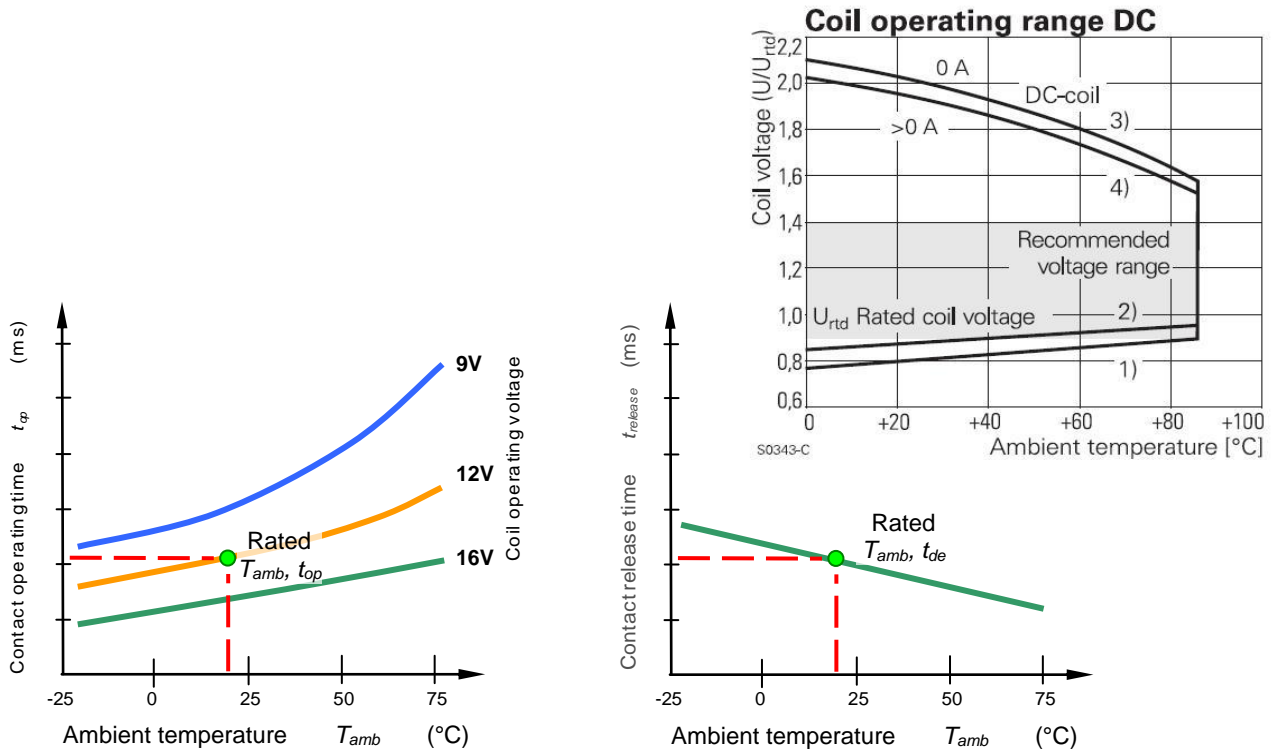 Coil operating range DC
Coil voltage (U/Urtd)
2,2
2,0
1,8
1,6
1,4
1,2
1,0
0,8
0,6
0 A
DC-coil
>0 A
3)
4)
Recommended
voltage range
Urtd Rated coil voltage
2)
1)
0
+20
+40
+60
+80
+100
S0343-C
Ambient temperature [°C]
Contact operating time top (ms)
9V
12V
16V
Coil operating voltage
Rated
Tamb, top
-25
0
25
50
75
Ambient temperature Tamb (°C)
Contact release time trelease (ms)
Rated
Tamb, tde
-25
0
25
50
75
Ambient temperature Tamb (°C)